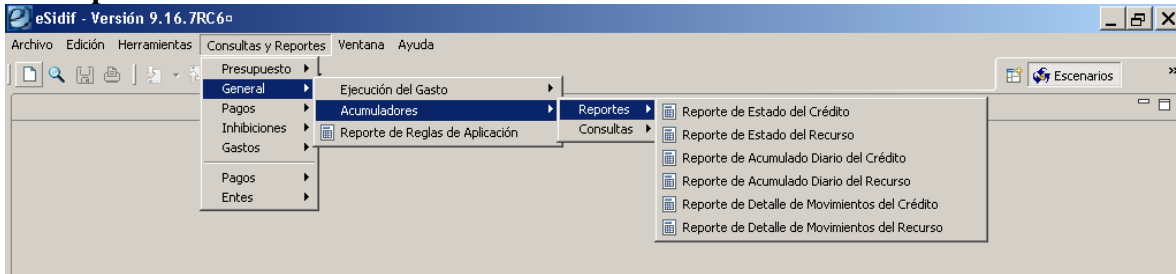 eSidif - Versión 9.16.7RC6¤
Archivo Edición Herramientas Consultas y Reportes Ventana Ayuda
Escenarios
Presupuesto
General
Pagos
Inhibiciones
Gastos
Pagos
Entes
Ejecución del Gasto
Acumuladores
Reporte de Reglas de Aplicación
Reportes
Consultas
Reporte de Estado del Crédito
Reporte de Estado del Recurso
Reporte de Acumulado Diario del Crédito
Reporte de Acumulado Diario del Recurso
Reporte de Detalle de Movimientos del Crédito
Reporte de Detalle de Movimientos del Recurso